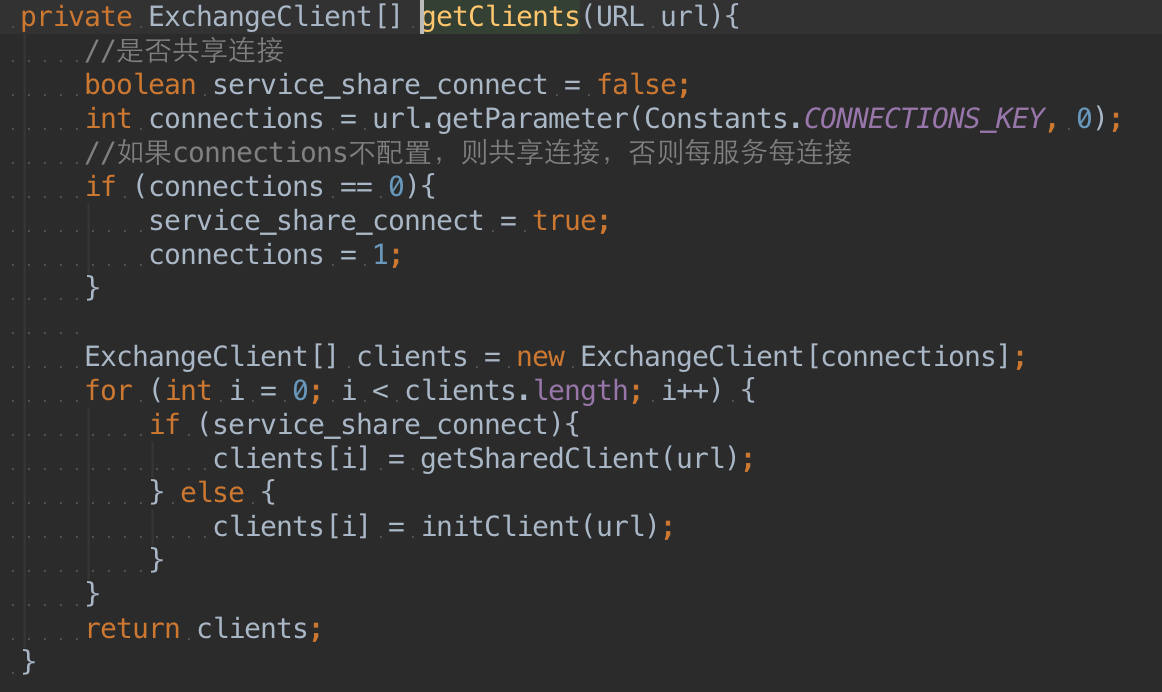 private ExchangeClient[] getClients(URL url){
//是否共享连接
boolean service_share_connect = false;
int connections = url.getParameter(Constants.CONNECTIONS_KEY, 0);
//如果connections不配置，则共享连接，否则每服务每连接
if (connections == 0){
service_share_connect = true;
connections = 1;
}
ExchangeClient[] clients = new ExchangeClient[connections];
for (int i = 0; i < clients.length; i++) {
if (service_share_connect){
clients[i] = getSharedClient(url);
} else {
clients[i] = initClient(url);
}
}
return clients;
}